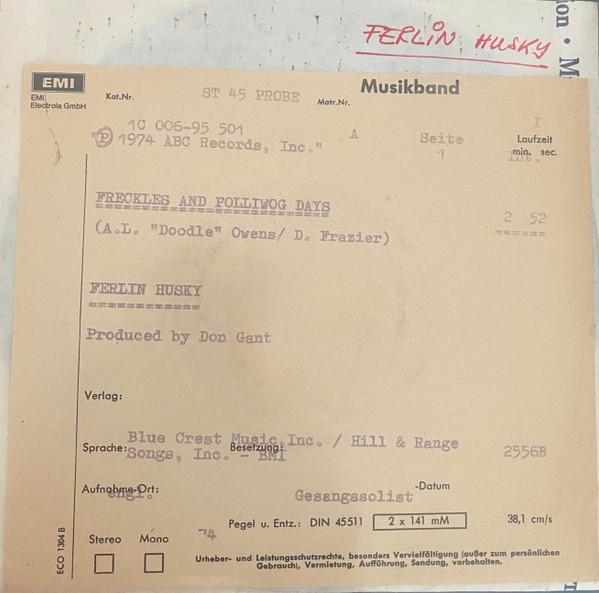 FERLIN HUSKY
on • M
EMI
EMI
Electrola GmbH
Kat.Nr.
ST 45 PROBE
Matr.Nr.
Musikband
1C 006-95 501
A
Seite
1
I
Laufzeit
min. sec.
"Ⓟ 1974 ABC Records, Inc."
FRECKLES AND POLLIWOG DAYS
2 52
(A.L. "Doodle" Owens/ D. Frazier)
FERLIN HUSKY
Produced by Don Gant
Verlag:
Blue Crest Music,Inc. / Hill & Range
Sprache:
Besetzung:
Songs, Inc. - BMI
2556B
Aufnahme-Ort:
engl.
Gesangssolist
-Datum
74
Pegel u. Entz.: DIN 45511
2 x 141 mM
38,1 cm/s
Stereo
Mono
ECO 1304 B
Urheber- und Leistungsschutzrechte, besonders Vervielfältigung (außer zum persönlichen
Gebrauch), Vermietung, Aufführung, Sendung, vorbehalten.